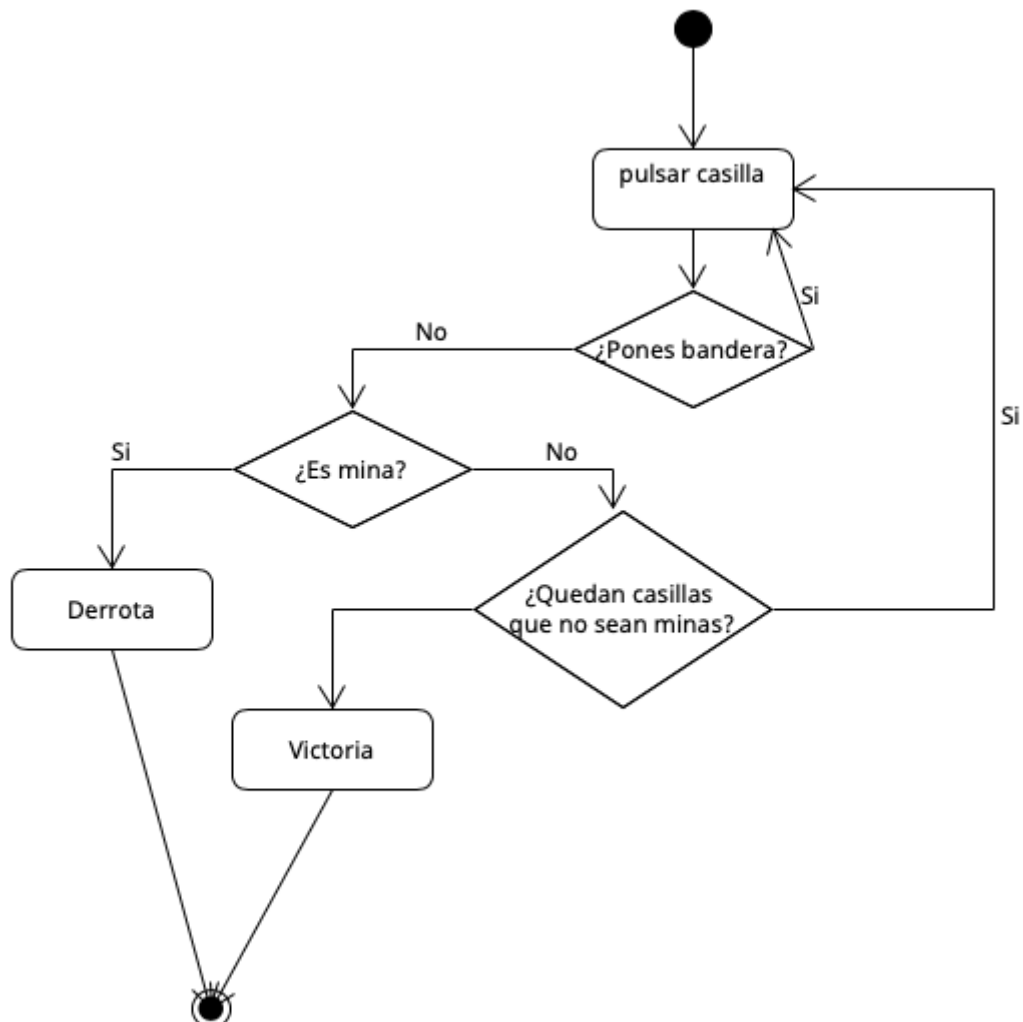 pulsar casilla
Si
¿Pones bandera?
No
Si
Si
¿Es mina?
No
¿Quedan casillas
que no sean minas?
Derrota
Victoria